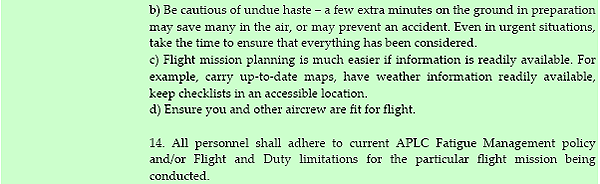 b) Be cautious of undue haste – a few extra minutes on the ground in preparation
may save many in the air, or may prevent an accident. Even in urgent situations,
take the time to ensure that everything has been considered.
c) Flight mission planning is much easier if information is readily available. For
example, carry up-to-date maps, have weather information readily available,
keep checklists in an accessible location.
d) Ensure you and other aircrew are fit for flight.
14. All personnel shall adhere to current APLC Fatigue Management policy
and/or Flight and Duty limitations for the particular flight mission being
conducted.